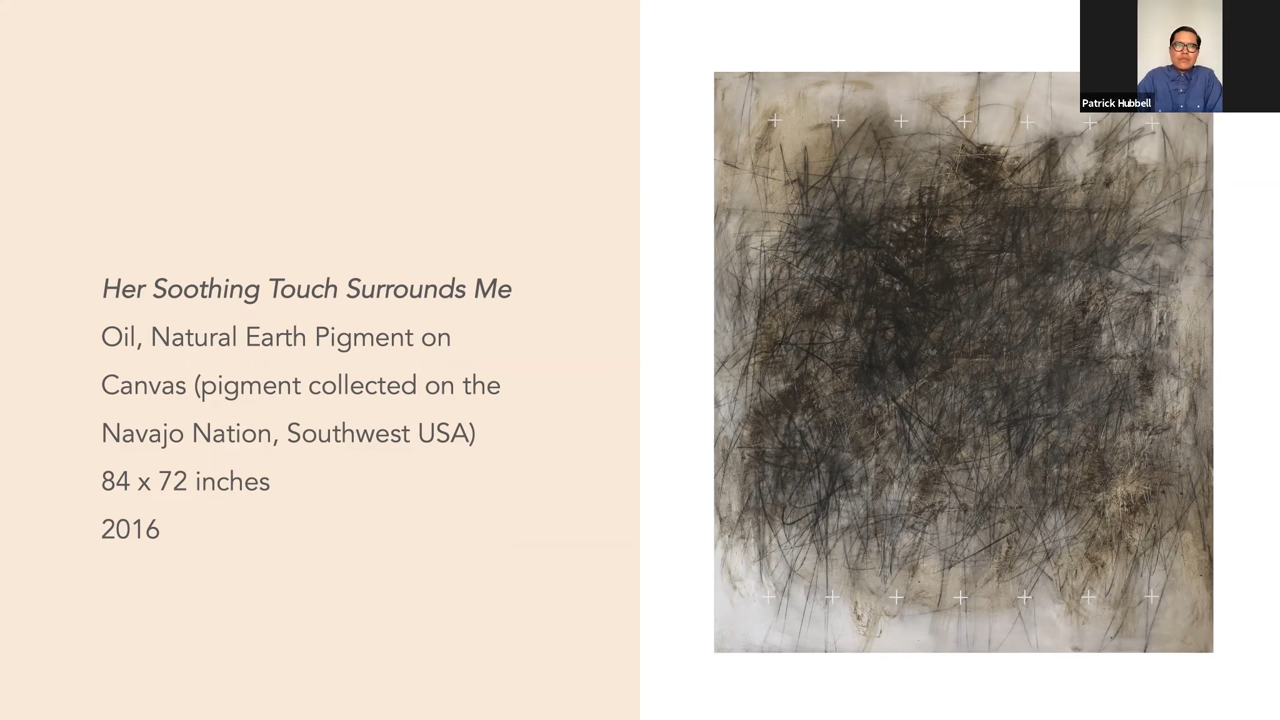 Her Soothing Touch Surrounds Me
Oil, Natural Earth Pigment on
Canvas (pigment collected on the
Navajo Nation, Southwest USA)
84 x 72 inches
2016
Patrick Hubbell